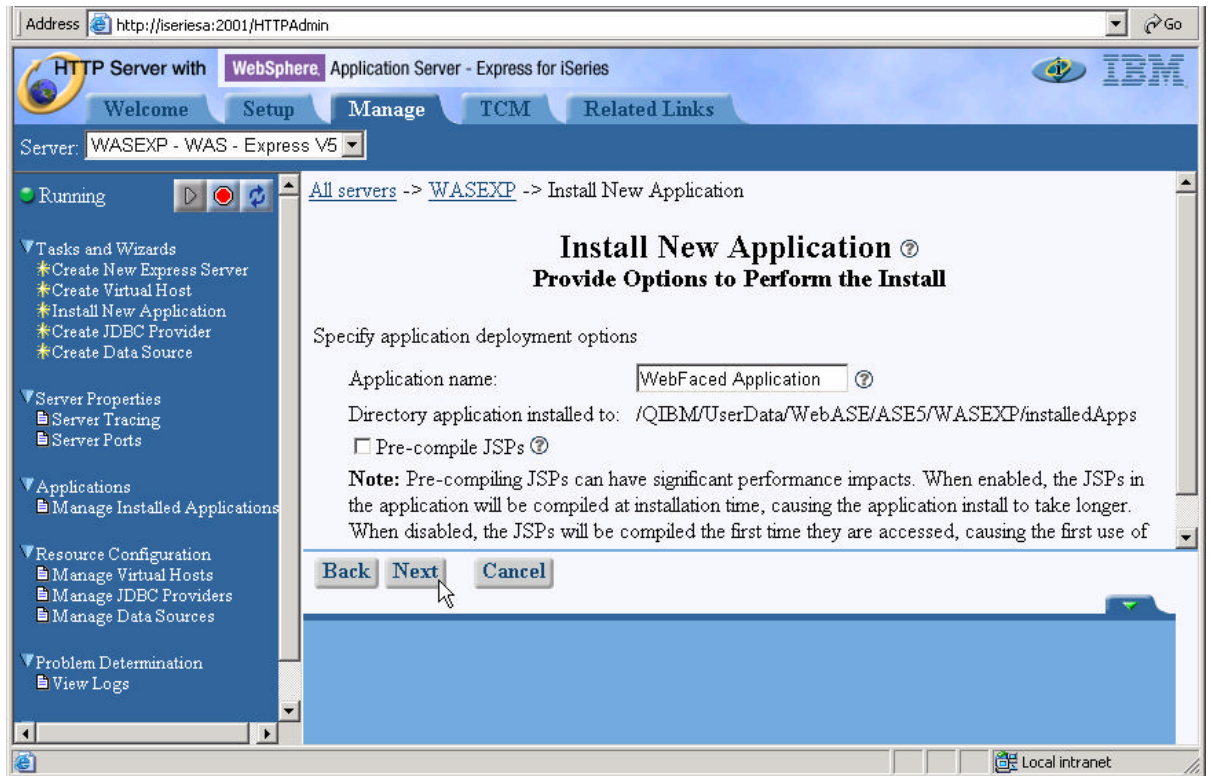 Address http://iseriesa:2001/HTTPAdmin Go
HTTP Server with WebSphere. Application Server - Express for iSeries IBM
Welcome Setup Manage TCM Related Links
Server: WASEXP - WAS - Express V5
Running
Tasks and Wizards
Create New Express Server
Create Virtual Host
Install New Application
Create JDBC Provider
Create Data Source
Server Properties
Server Tracing
Server Ports
Applications
Manage Installed Applications
Resource Configuration
Manage Virtual Hosts
Manage JDBC Providers
Manage Data Sources
Problem Determination
View Logs
All servers -> WASEXP -> Install New Application
Install New Application ?
Provide Options to Perform the Install
Specify application deployment options
Application name: WebFaced Application ?
Directory application installed to: /QIBM/UserData/WebASE/ASE5/WASEXP/installedApps
Pre-compile JSPs ?
Note: Pre-compiling JSPs can have significant performance impacts. When enabled, the JSPs in
the application will be compiled at installation time, causing the application install to take longer.
When disabled, the JSPs will be compiled the first time they are accessed, causing the first use of
Back Next Cancel
Local intranet